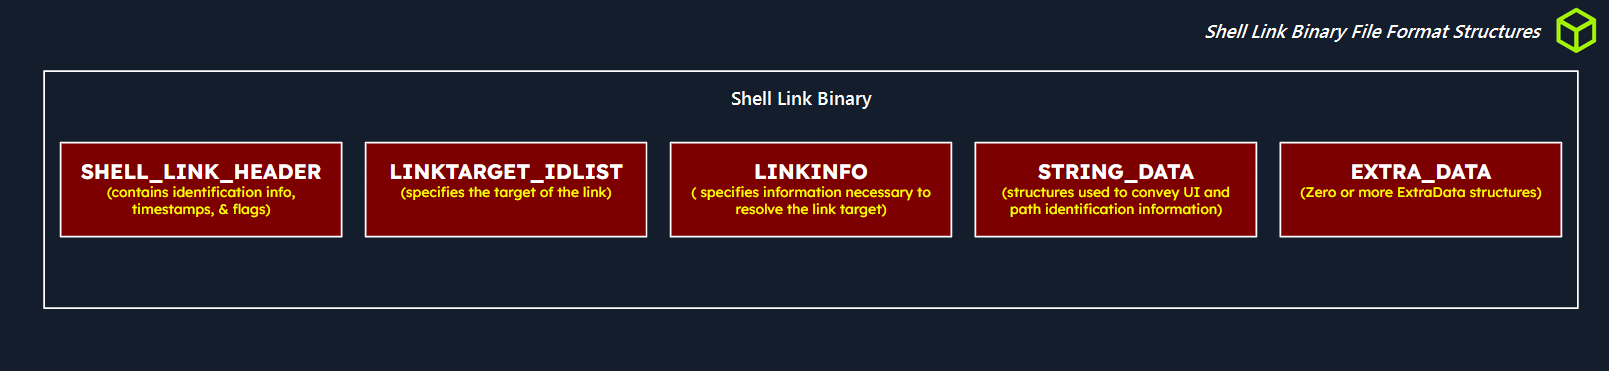 Shell Link Binary File Format Structures
Shell Link Binary
SHELL_LINK_HEADER
(contains identification info,
timestamps, & flags)
LINKTARGET_IDLIST
(specifies the target of the link)
LINKINFO
( specifies information necessary to
resolve the link target)
STRING_DATA
(structures used to convey UI and
path identification information)
EXTRA_DATA
(Zero or more ExtraData structures)